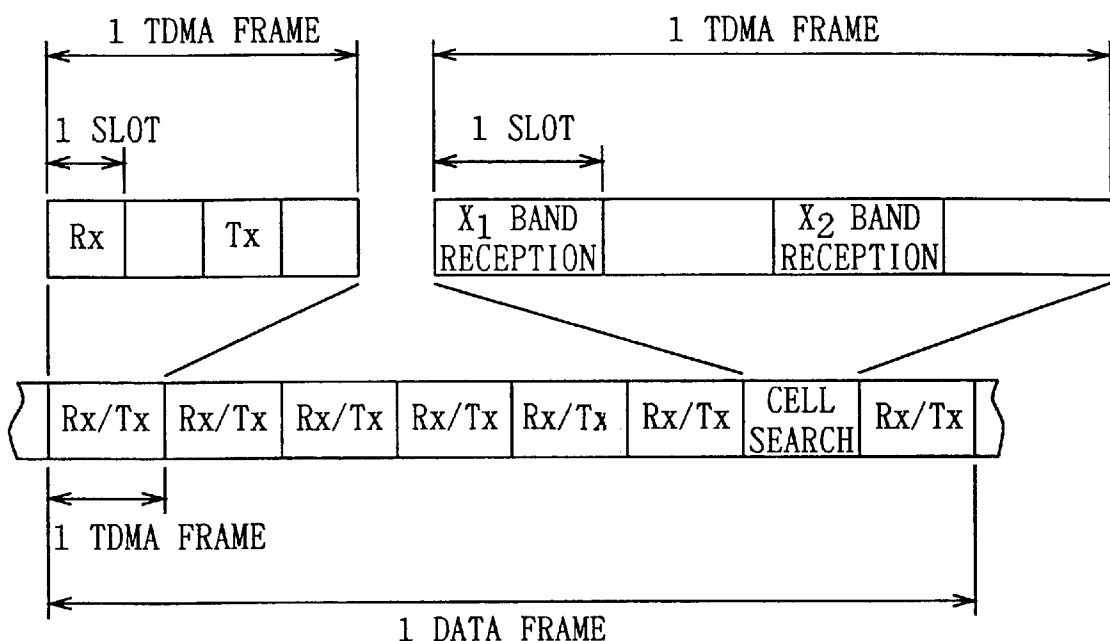 1 TDMA FRAME
1 TDMA FRAME
1 SLOT
1 SLOT
Rx
Tx
X1 BAND
RECEPTION
X2 BAND
RECEPTION
Rx/Tx
Rx/Tx
Rx/Tx
Rx/Tx
Rx/Tx
Rx/Tx
CELL
SEARCH
Rx/Tx
1 TDMA FRAME
1 DATA FRAME